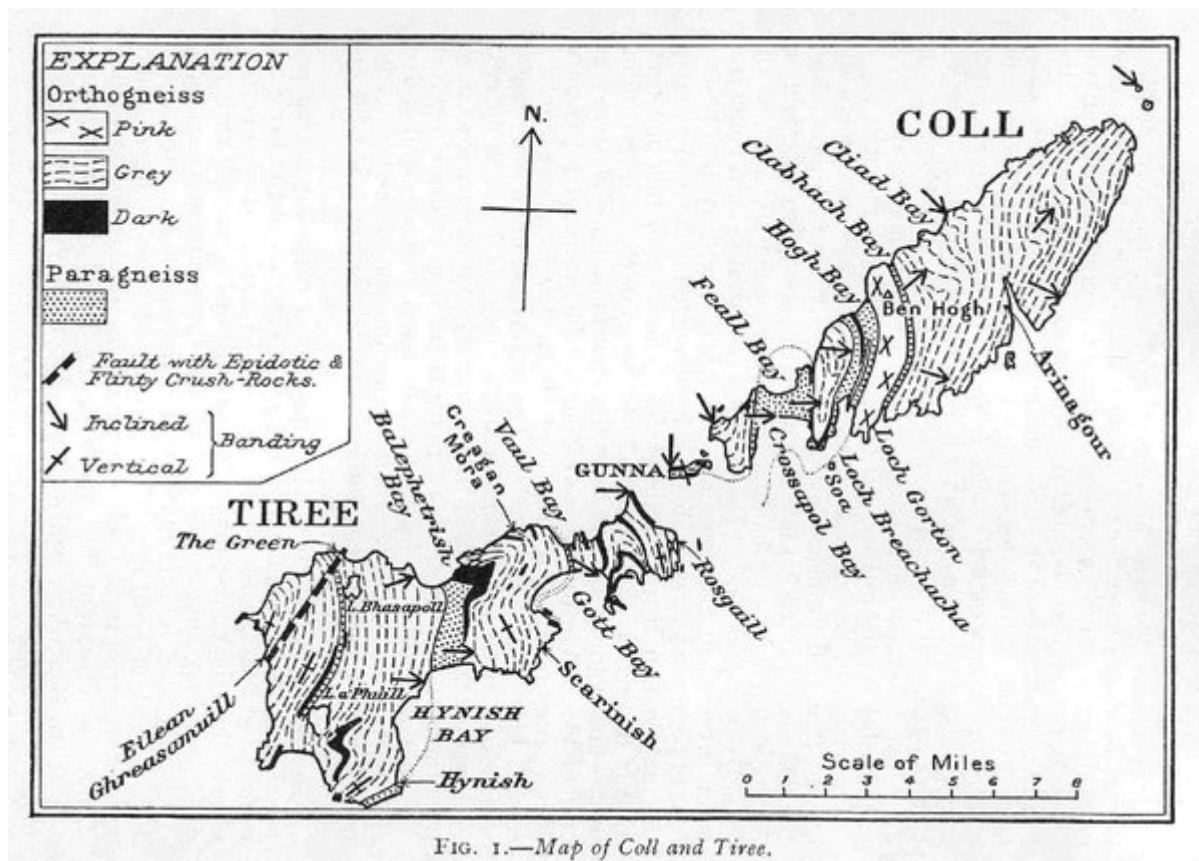 EXPLANATION
Orthogneiss
Pink
Grey
Dark
Paragneiss
Fault with Epidotic &
Flinty Crush-Rocks.
Inclined
Banding
Vertical
N.
COLL
Cliad Bay
Clabhach Bay
Hogh Bay
Feall Bay
Ben Hogh
Arinagour
Loch Gorton
Loch Breachacha
Soa
Crossapol Bay
GUNNA
TIREE
The Green
Balephetrish
Bay
Creagan
Mora
Vaul Bay
L. Bhasapoll
L'a Phuill
Rosgaill
Gott Bay
Scarinish
HYNISH
BAY
Hynish
Eilean
Ghreasamuill
Scale of Miles
0 1 2 3 4 5 6 7 8
FIG. 1.—Map of Coll and Tiree.